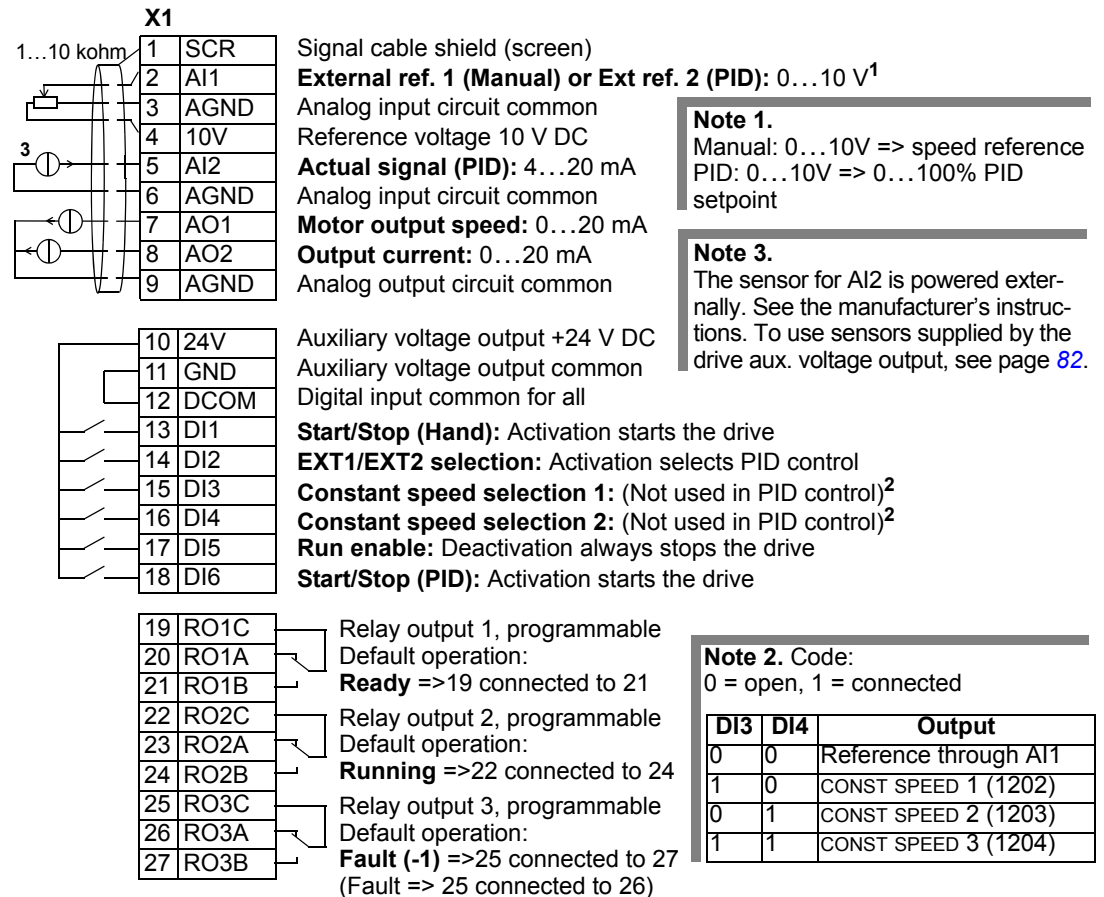 X1
1…10 kohm
1 SCR Signal cable shield (screen)
2 AI1 External ref. 1 (Manual) or Ext ref. 2 (PID): 0…10 V1
3 AGND Analog input circuit common
4 10V Reference voltage 10 V DC
3
5 AI2 Actual signal (PID): 4…20 mA
6 AGND Analog input circuit common
7 AO1 Motor output speed: 0…20 mA
8 AO2 Output current: 0…20 mA
9 AGND Analog output circuit common
Note 1.
Manual: 0…10V => speed reference
PID: 0…10V => 0…100% PID
setpoint
Note 3.
The sensor for AI2 is powered exter-
nally. See the manufacturer's instruc-
tions. To use sensors supplied by the
drive aux. voltage output, see page 82.
10 24V Auxiliary voltage output +24 V DC
11 GND Auxiliary voltage output common
12 DCOM Digital input common for all
13 DI1 Start/Stop (Hand): Activation starts the drive
14 DI2 EXT1/EXT2 selection: Activation selects PID control
15 DI3 Constant speed selection 1: (Not used in PID control)2
16 DI4 Constant speed selection 2: (Not used in PID control)2
17 DI5 Run enable: Deactivation always stops the drive
18 DI6 Start/Stop (PID): Activation starts the drive
19 RO1C Relay output 1, programmable
20 RO1A Default operation:
21 RO1B Ready =>19 connected to 21
22 RO2C Relay output 2, programmable
23 RO2A Default operation:
24 RO2B Running =>22 connected to 24
25 RO3C Relay output 3, programmable
26 RO3A Default operation:
27 RO3B Fault (-1) =>25 connected to 27
(Fault => 25 connected to 26)
Note 2. Code:
0 = open, 1 = connected
DI3 DI4 Output
0 0 Reference through AI1
1 0 CONST SPEED 1 (1202)
0 1 CONST SPEED 2 (1203)
1 1 CONST SPEED 3 (1204)